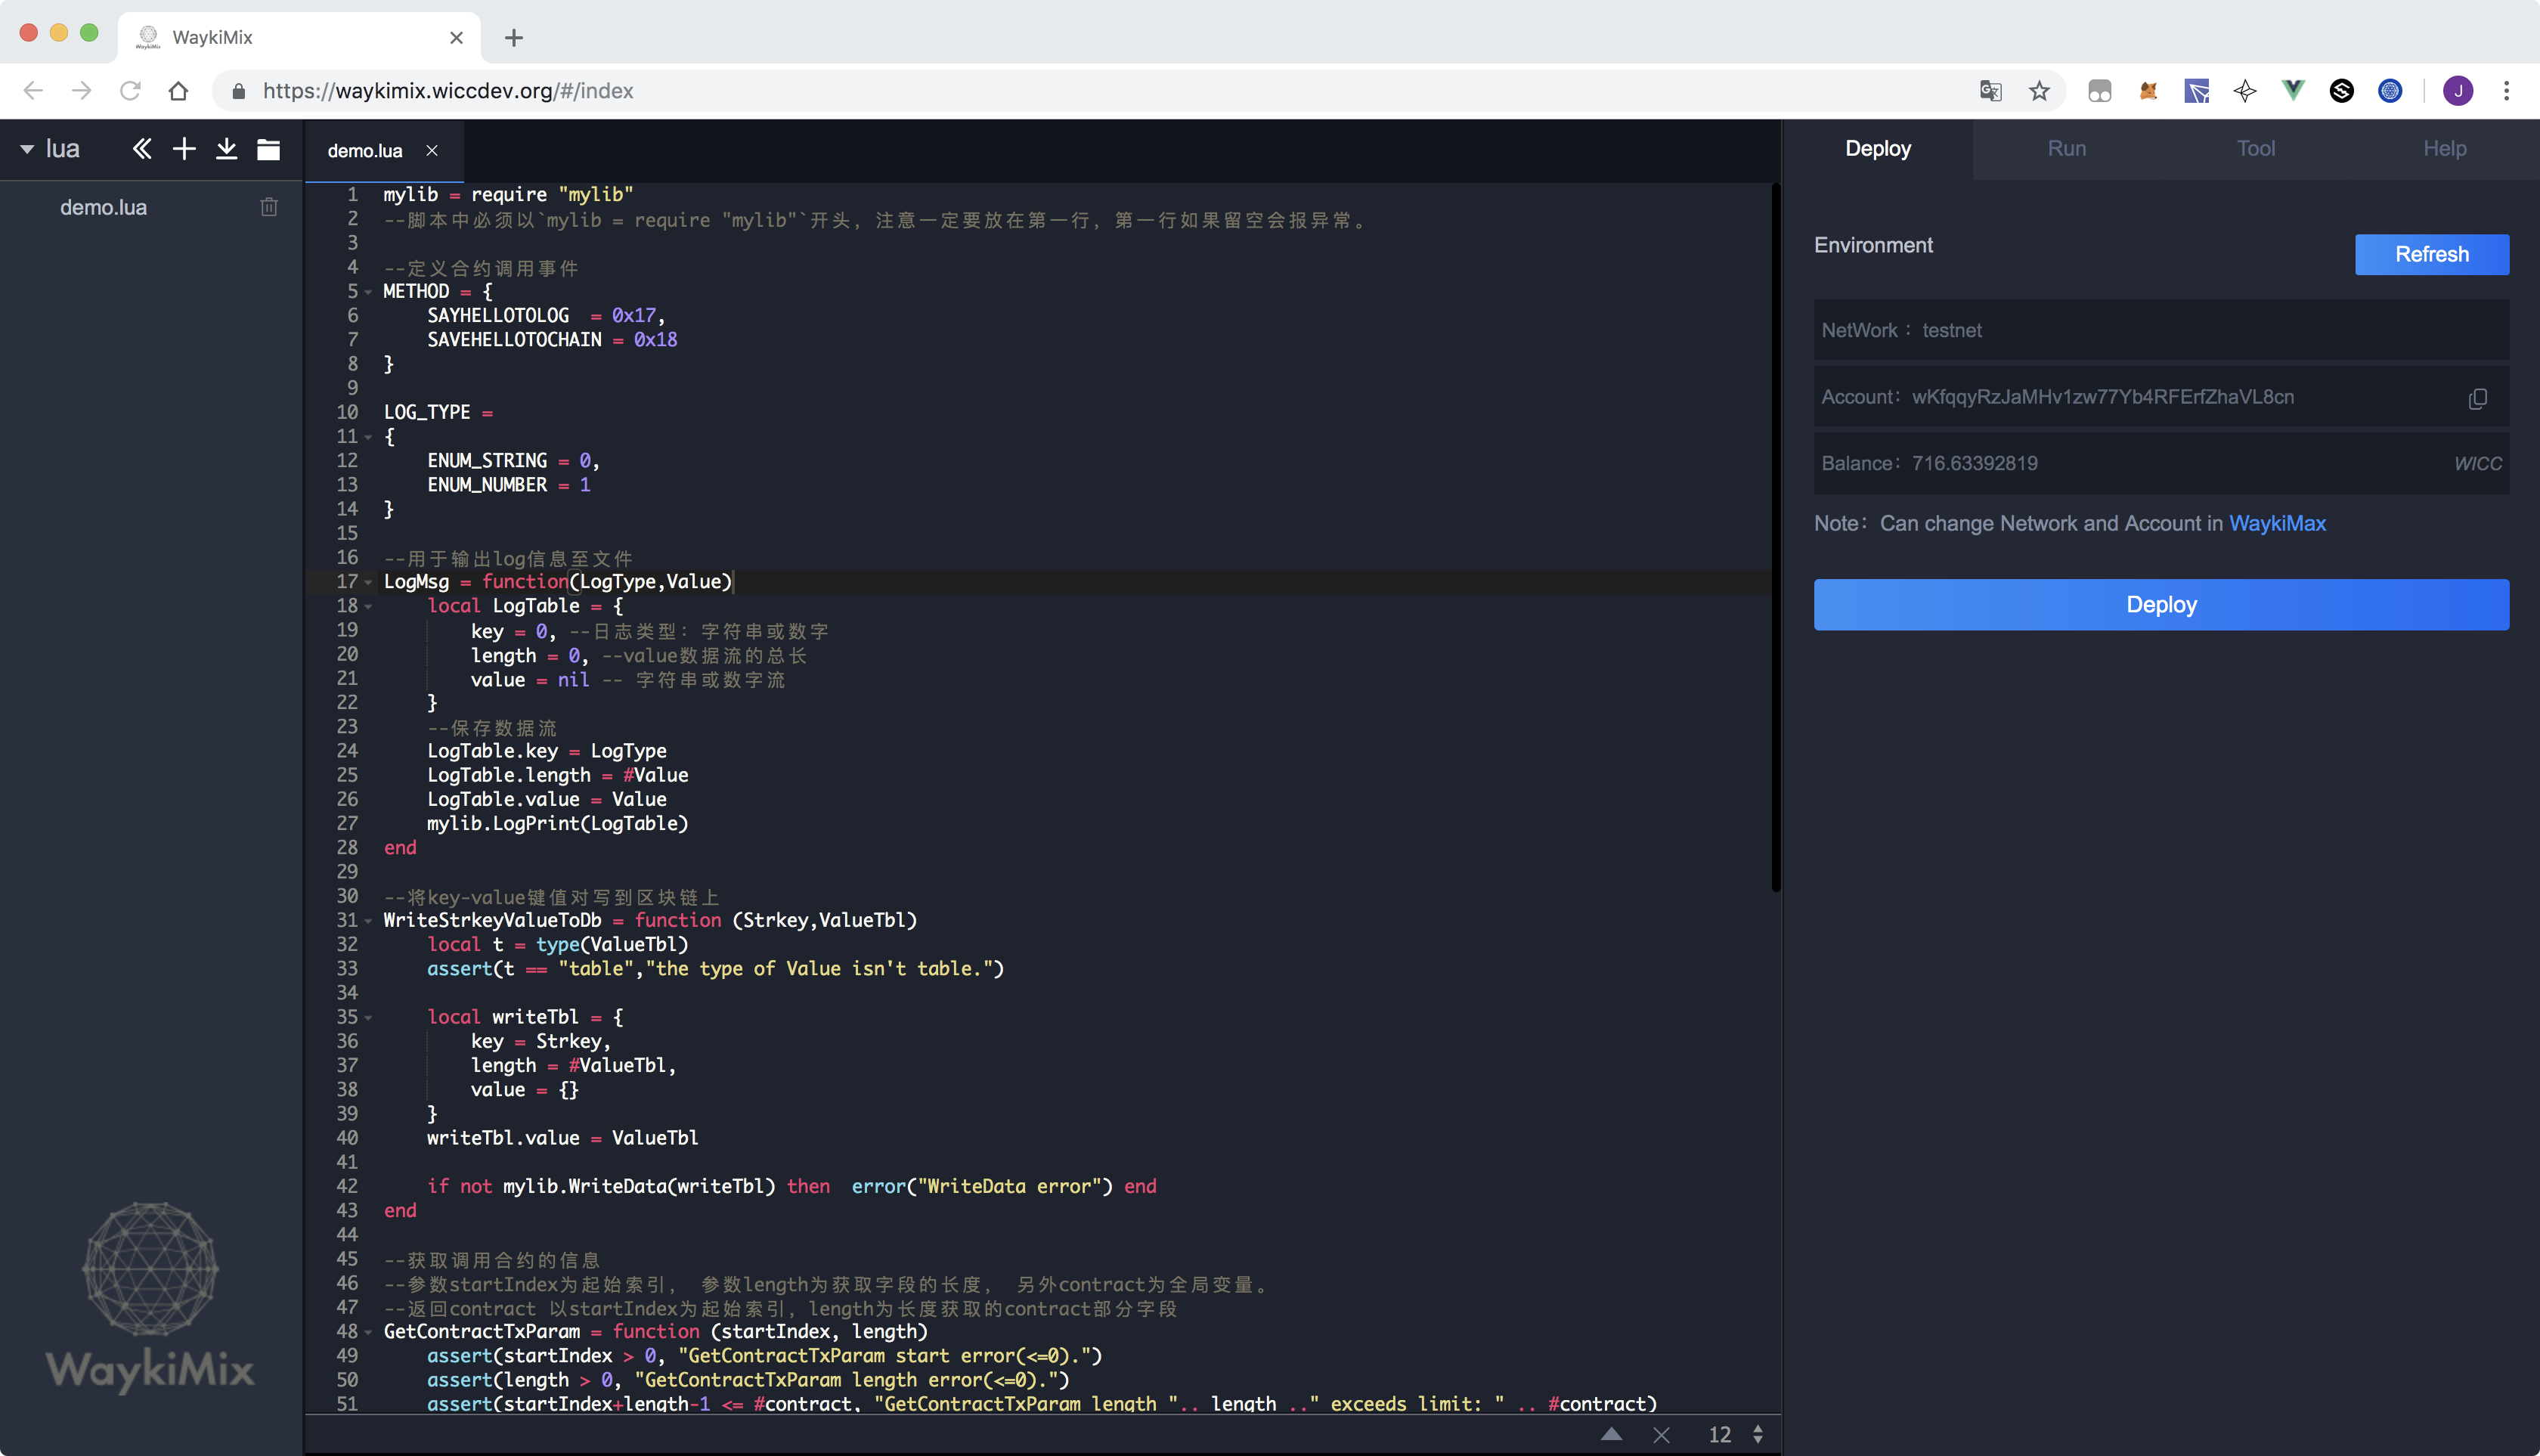 WaykiMix
https://waykimix.wiccdev.org/#/index
J
lua
demo.lua
WaykiMix
demo.lua
1 mylib = require "mylib"
2 --脚本中必须以`mylib = require "mylib"`开头，注意一定要放在第一行，第一行如果留空会报异常。
3
4 --定义合约调用事件
5 METHOD = {
6     SAYHELLOTOLOG  = 0x17,
7     SAVEHELLOTOCHAIN = 0x18
8 }
9
10 LOG_TYPE =
11 {
12     ENUM_STRING = 0,
13     ENUM_NUMBER = 1
14 }
15
16 --用于输出log信息至文件
17 LogMsg = function(LogType,Value)
18     local LogTable = {
19         key = 0, --日志类型：字符串或数字
20         length = 0, --value数据流的总长
21         value = nil -- 字符串或数字流
22     }
23     --保存数据流
24     LogTable.key = LogType
25     LogTable.length = #Value
26     LogTable.value = Value
27     mylib.LogPrint(LogTable)
28 end
29
30 --将key-value键值对写到区块链上
31 WriteStrkeyValueToDb = function (Strkey,ValueTbl)
32     local t = type(ValueTbl)
33     assert(t == "table","the type of Value isn't table.")
34
35     local writeTbl = {
36         key = Strkey,
37         length = #ValueTbl,
38         value = {}
39     }
40     writeTbl.value = ValueTbl
41
42     if not mylib.WriteData(writeTbl) then  error("WriteData error") end
43 end
44
45 --获取调用合约的信息
46 --参数startIndex为起始索引， 参数length为获取字段的长度， 另外contract为全局变量。
47 --返回contract 以startIndex为起始索引，length为长度获取的contract部分字段
48 GetContractTxParam = function (startIndex, length)
49     assert(startIndex > 0, "GetContractTxParam start error(<=0).")
50     assert(length > 0, "GetContractTxParam length error(<=0).")
51     assert(startIndex+length-1 <= #contract, "GetContractTxParam length ".. length .." exceeds limit: " .. #contract)
12
Deploy Run Tool Help
Environment
Refresh
NetWork： testnet
Account：wKfqqyRzJaMHv1zw77Yb4RFErfZhaVL8cn
Balance：716.63392819 WICC
Note：Can change Network and Account in WaykiMax
Deploy